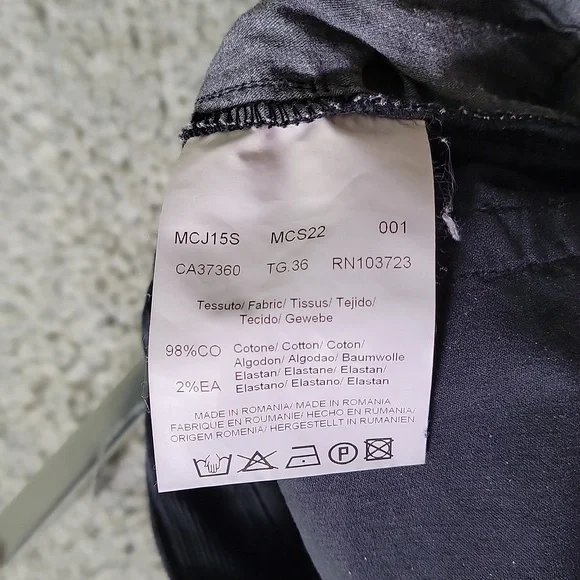 MCJ15S MCS22 001
CA37360 TG.36 RN103723
Tessuto/ Fabric/ Tissus/ Tejido/
Tecido/ Gewebe
98%CO Cotone/ Cotton/ Coton/
Algodon/ Algodao/ Baumwolle
Elastan/ Elastane/ Elastan/
2%EA Elastano/ Elastano/ Elastan
MADE IN ROMANIA/ MADE IN ROMANIA/
FABRIQUE EN ROUMANIE/ HECHO EN RUMANIA/
ORIGEM ROMENIA/ HERGESTELLT IN RUMANIEN
P